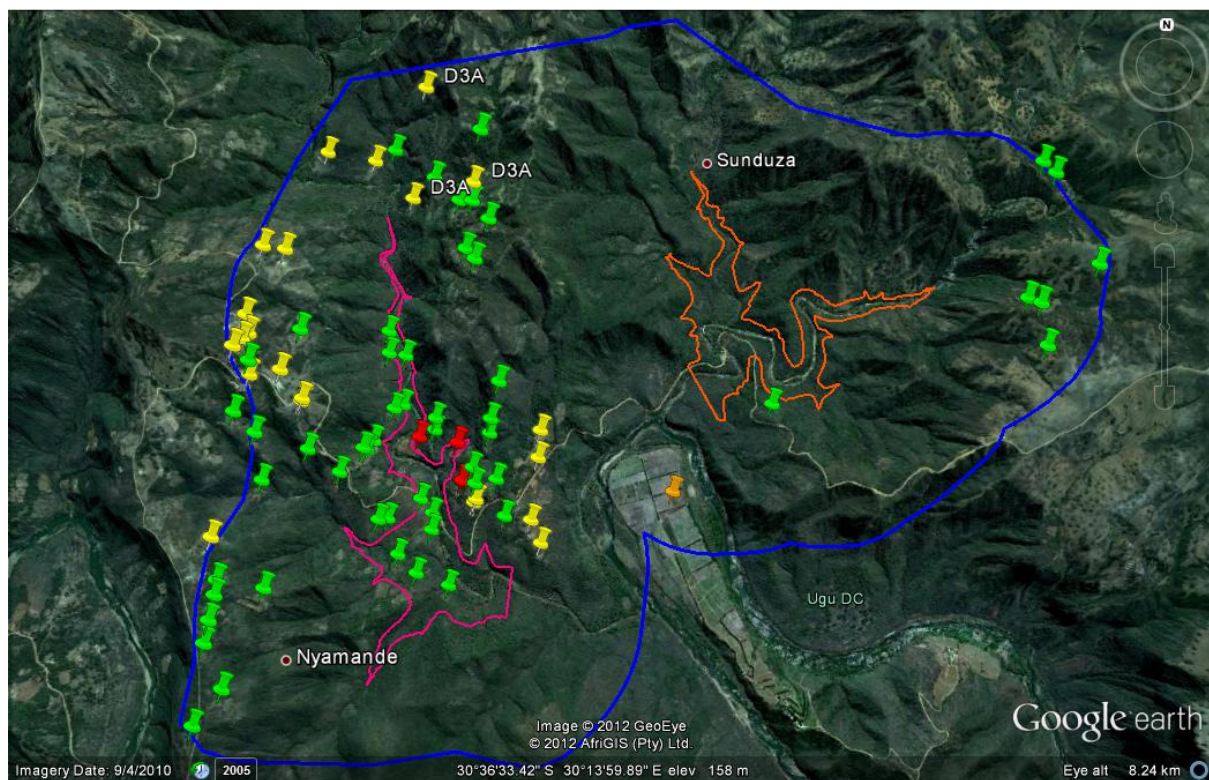 N
D3A
D3A
D3A
Sunduza
Nyamande
Ugu DC
Image © 2012 GeoEye
© 2012 AfriGIS (Pty) Ltd.
Google earth
Imagery Date: 9/4/2010
2005
30°36'33.42" S 30°13'59.89" E elev 158 m
Eye alt 8.24 km